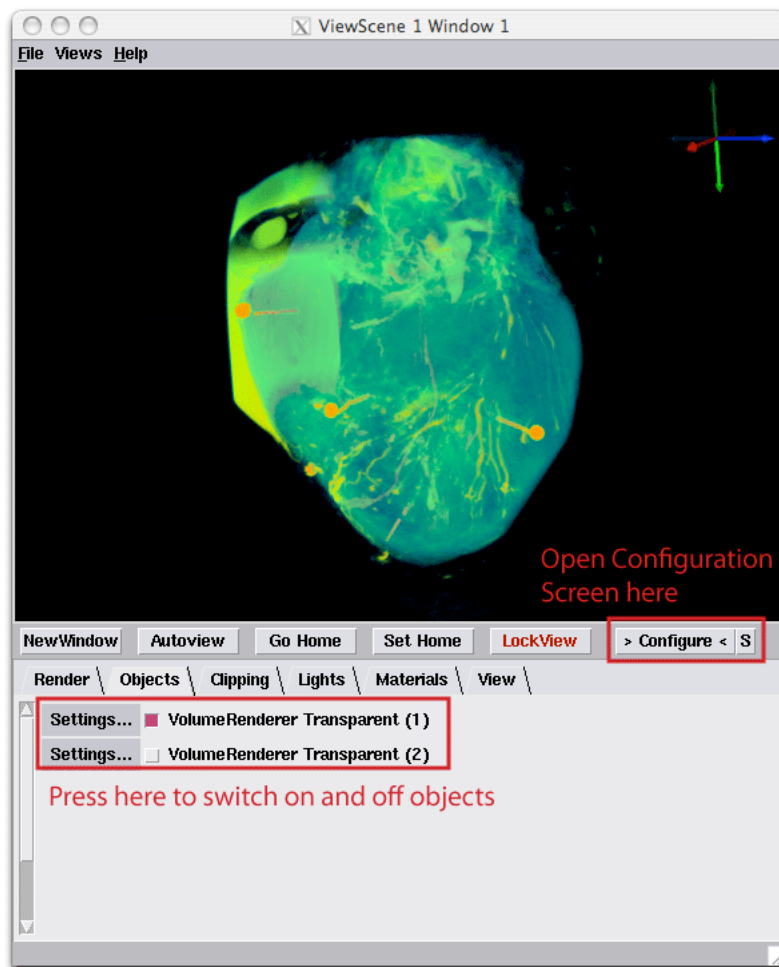 ViewScene 1 Window 1
File Views Help
Open Configuration
Screen here
NewWindow Autoview Go Home Set Home LockView > Configure < S
Render Objects Clipping Lights Materials View
Settings... VolumeRenderer Transparent (1)
Settings... VolumeRenderer Transparent (2)
Press here to switch on and off objects